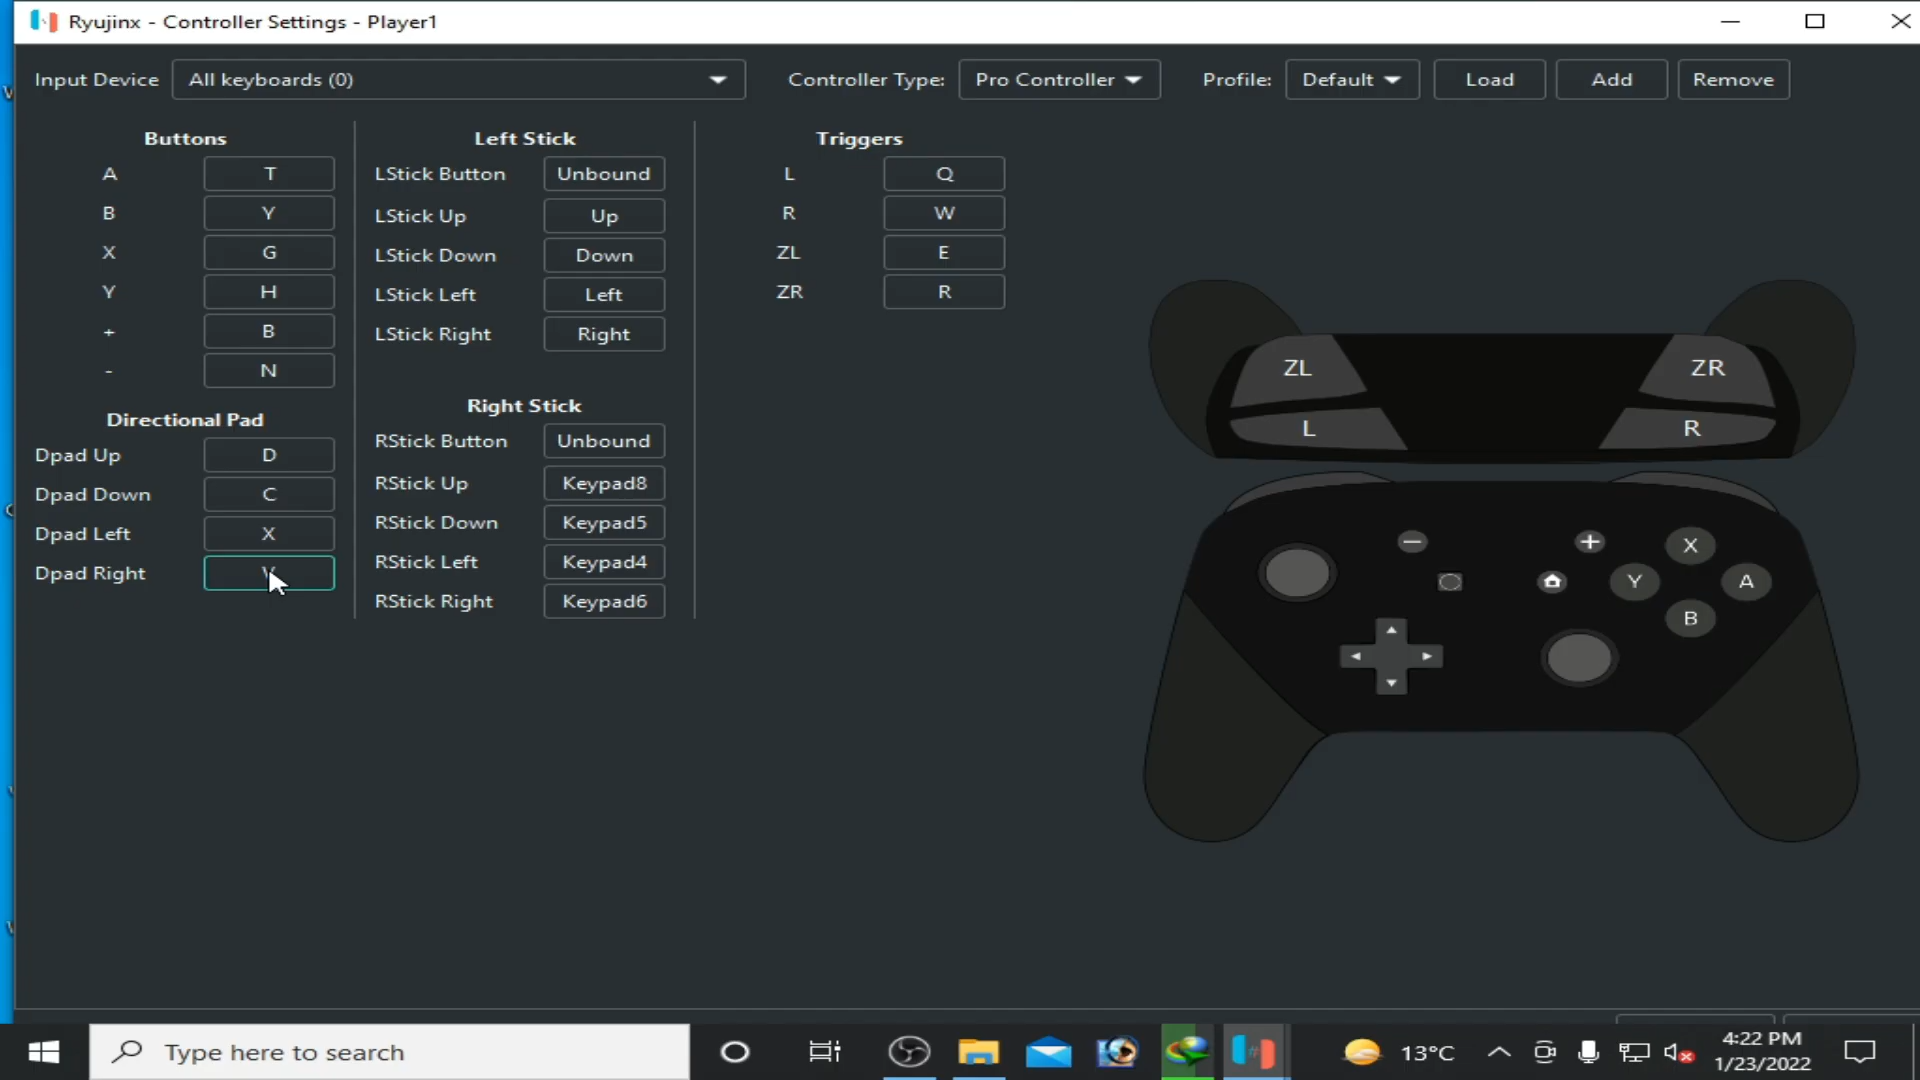 Ryujinx - Controller Settings - Player1
Input Device All keyboards (0) Controller Type: Pro Controller Profile: Default Load Add Remove
Buttons
A T
B Y
X G
Y H
+ B
- N
Directional Pad
Dpad Up D
Dpad Down C
Dpad Left X
Dpad Right
Left Stick
LStick Button Unbound
LStick Up Up
LStick Down Down
LStick Left Left
LStick Right Right
Right Stick
RStick Button Unbound
RStick Up Keypad8
RStick Down Keypad5
RStick Left Keypad4
RStick Right Keypad6
Triggers
L Q
R W
ZL E
ZR R
ZL ZR
L R
X
Y A
B
Type here to search
13°C
4:22 PM
1/23/2022